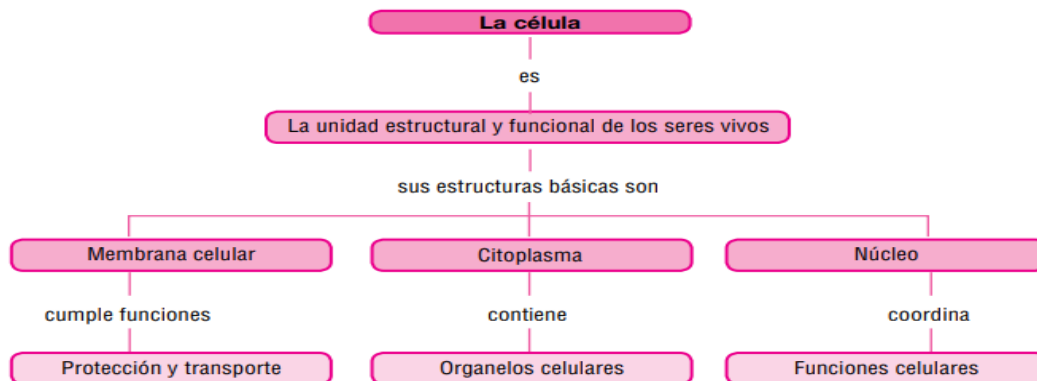 La célula
es
La unidad estructural y funcional de los seres vivos
sus estructuras básicas son
Membrana celular
Citoplasma
Núcleo
cumple funciones
contiene
coordina
Protección y transporte
Organelos celulares
Funciones celulares